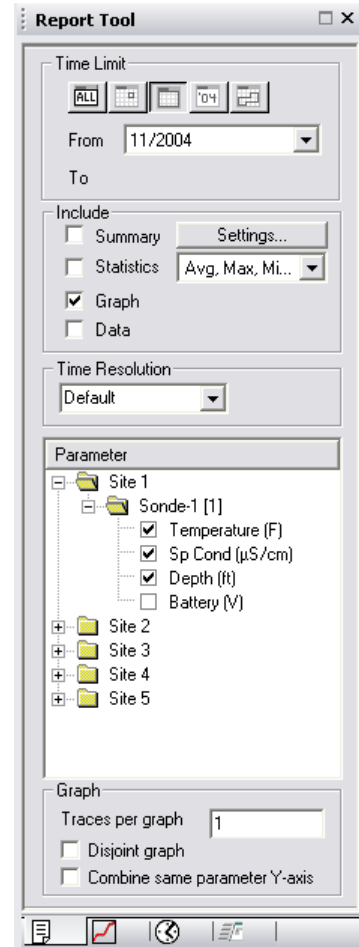 Report Tool
Time Limit
ALL '04
From 11/2004
To
Include
Summary Settings...
Statistics Avg, Max, Mi...
Graph
Data
Time Resolution
Default
Parameter
Site 1
Sonde-1 [1]
Temperature (F)
Sp Cond (µS/cm)
Depth (ft)
Battery (V)
Site 2
Site 3
Site 4
Site 5
Graph
Traces per graph 1
Disjoint graph
Combine same parameter Y-axis